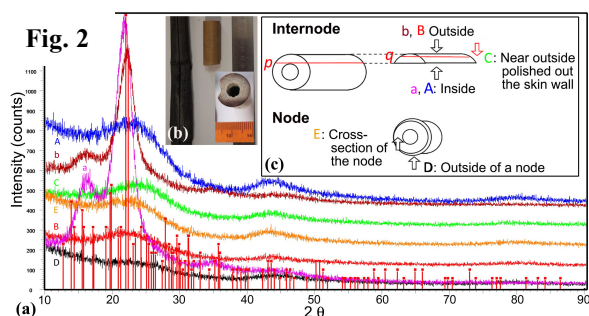 Fig. 2
Intensity (counts)
1100
1000
900
800
700
600
500
400
300
200
100
0
A
b
a
C
E
B
D
10
20
30
40
50
60
70
80
90
2 θ
(a)
(b)
(c)
Internode
p
q
b, B Outside
a, A: Inside
C: Near outside
polished out
the skin wall
Node
E: Cross-
section of
the node
D: Outside of a node